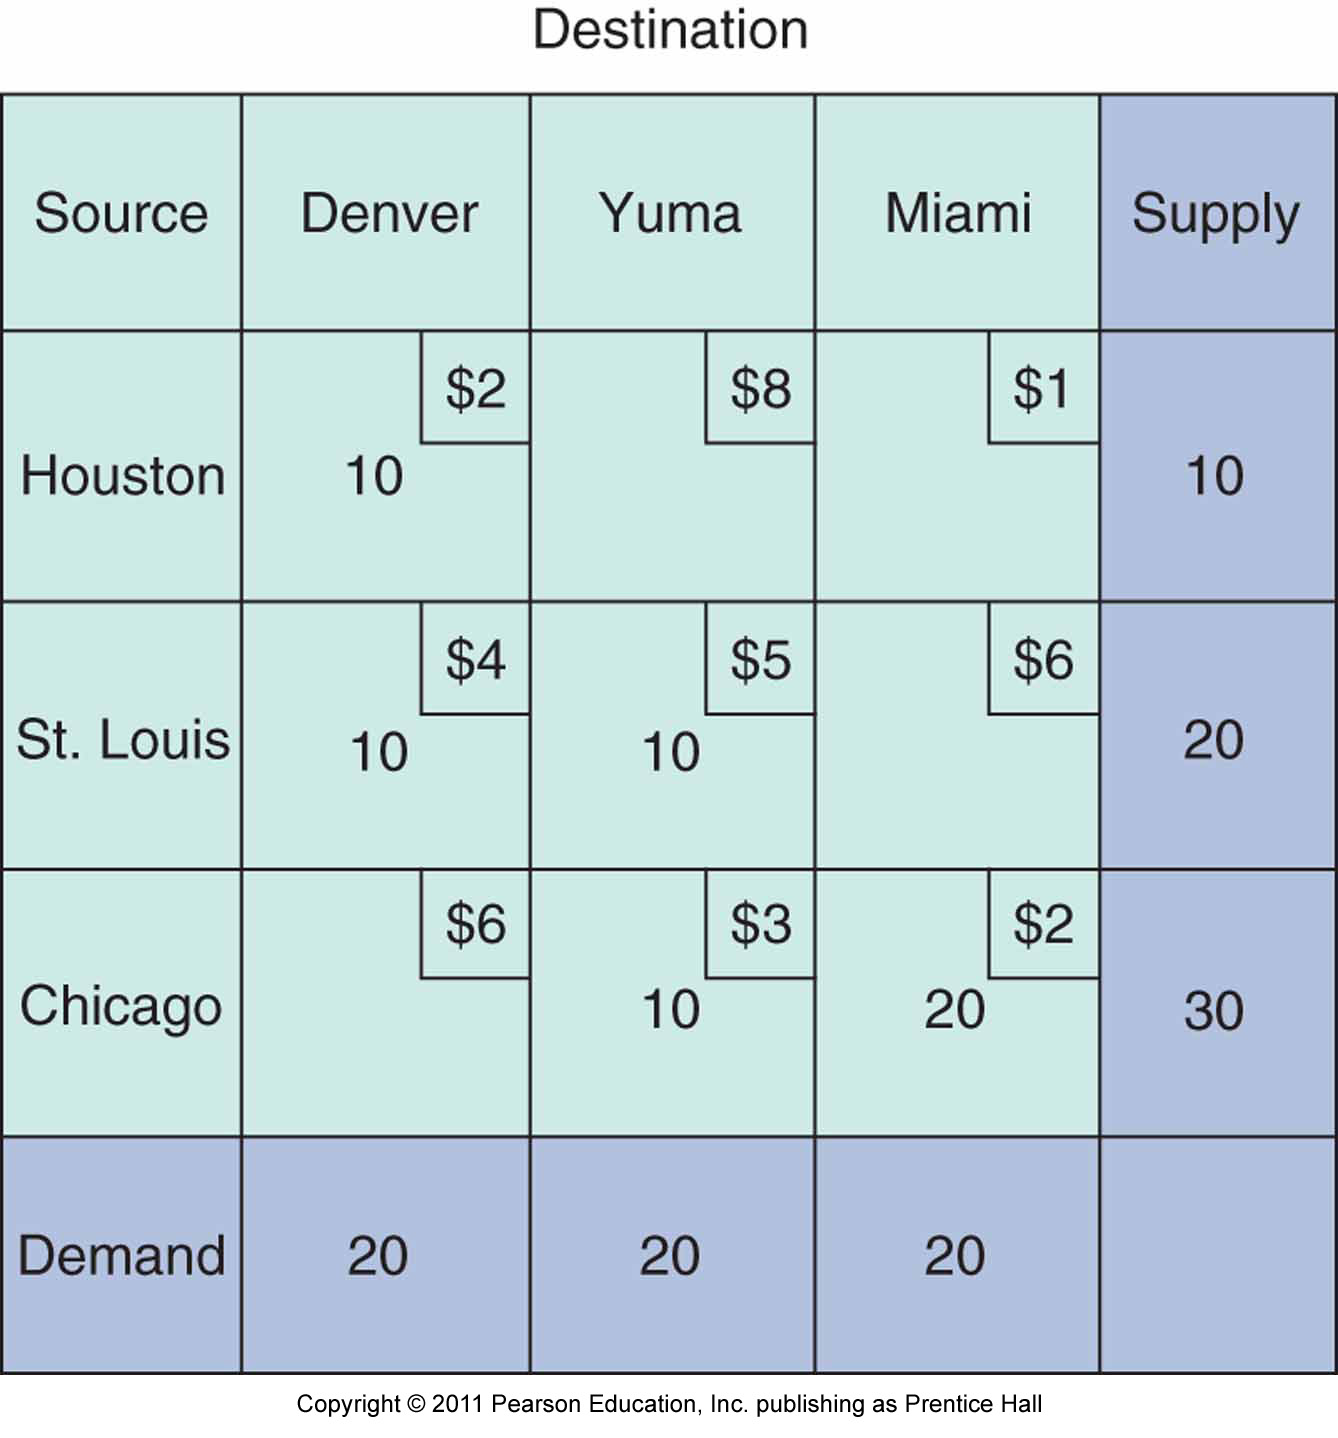 Destination
Source Denver Yuma Miami Supply
$2 $8 $1
Houston 10 10
$4 $5 $6
St. Louis 10 10 20
$6 $3 $2
Chicago 10 20 30
Demand 20 20 20
Copyright © 2011 Pearson Education, Inc. publishing as Prentice Hall